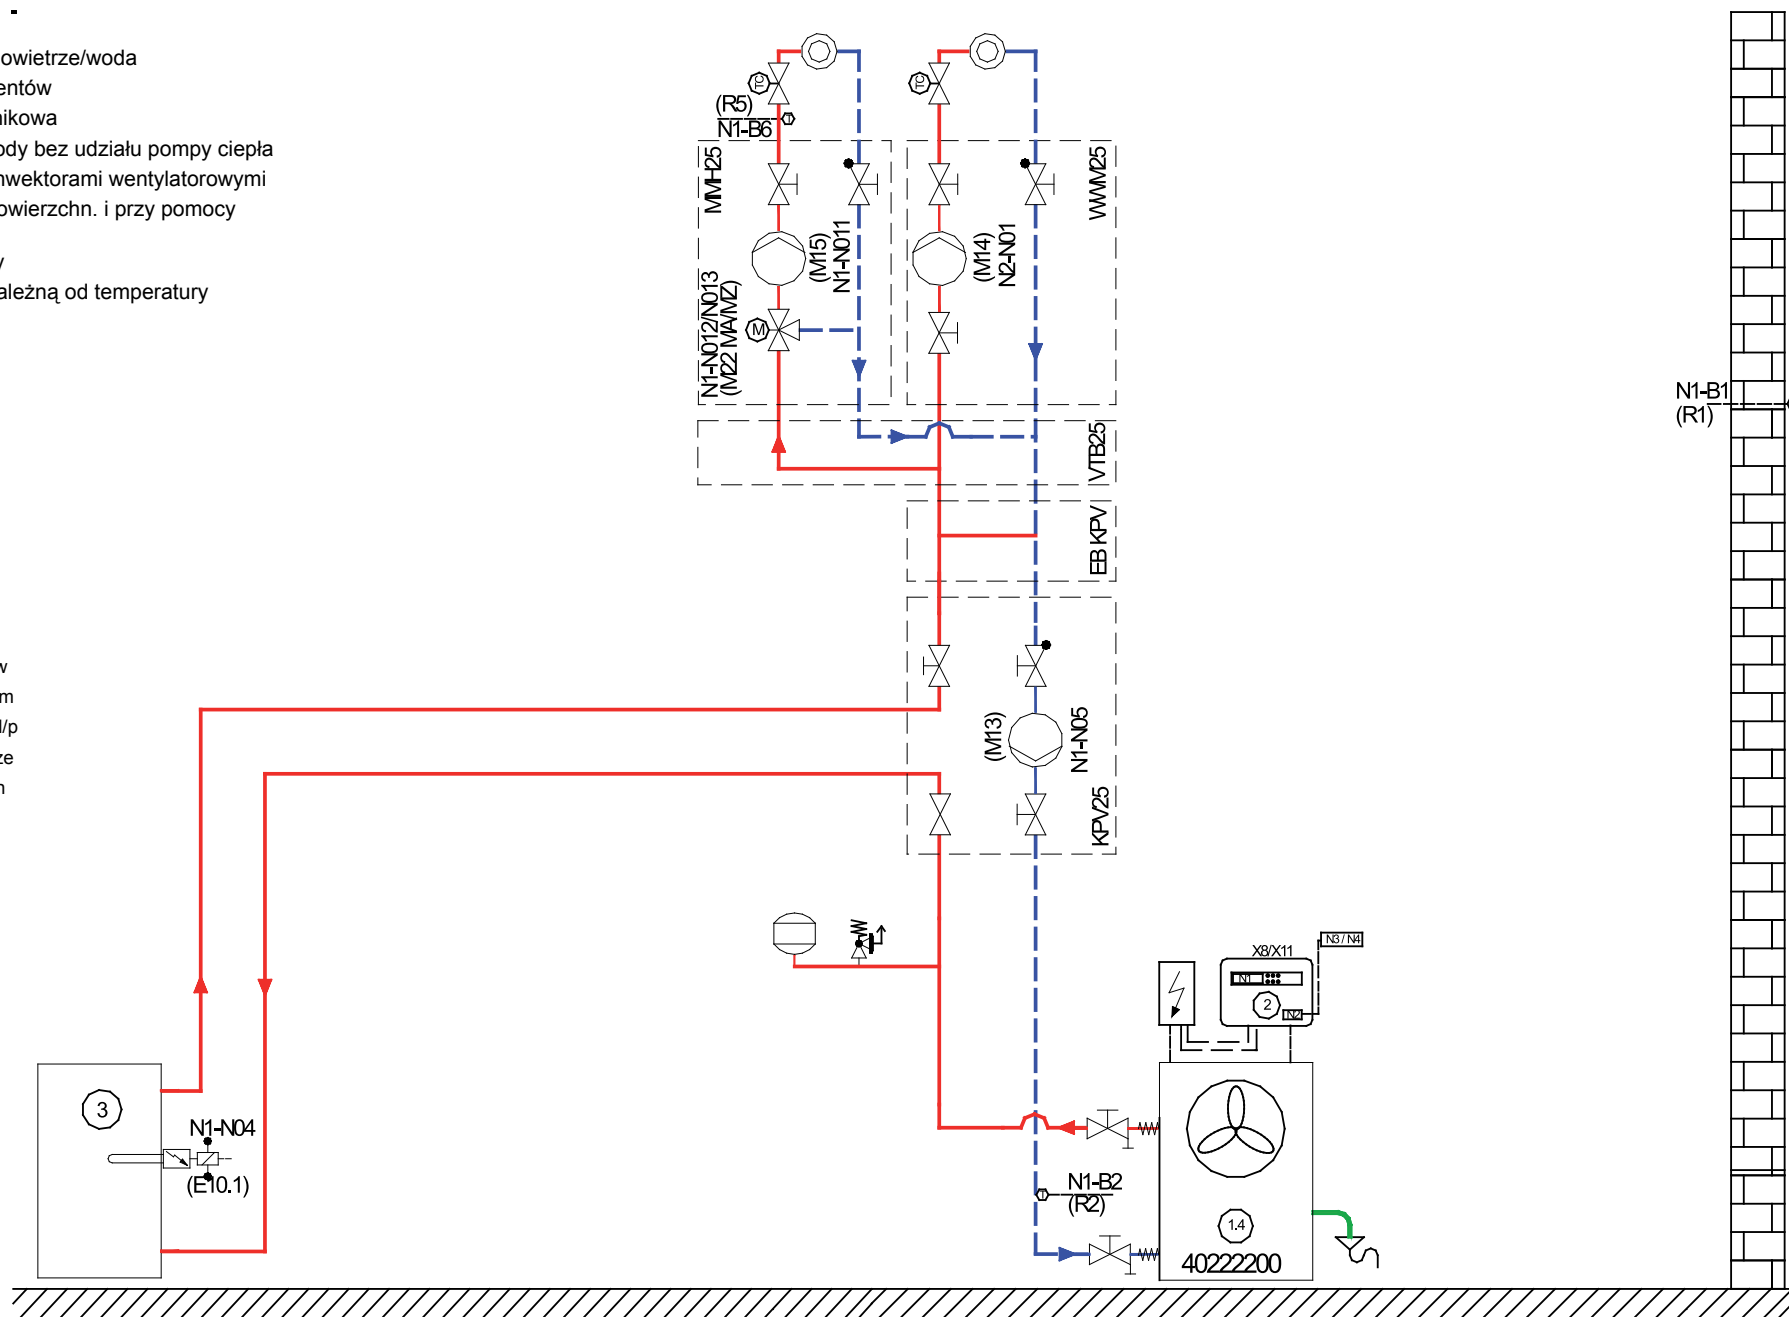 owietrze/woda
entów
nikowa
ody bez udziału pompy ciepła
nwektorami wentylatorowymi
owierzchn. i przy pomocy
y
ależną od temperatury
w
m
l/p
ze
n
TC
TC
(R5)
N1-B6
T
MMH25
(M15)
N1-N011
N1-N012/N013
(M22 MA/MZ)
M
WWM25
(M14)
N2-N01
VTB25
EB KPV
(M13)
N1-N05
KPV25
N1-B1
(R1)
X8/X11
N3 / N4
N1
2
N2
3
N1-N04
(E10.1)
T
N1-B2
(R2)
1.4
40222200